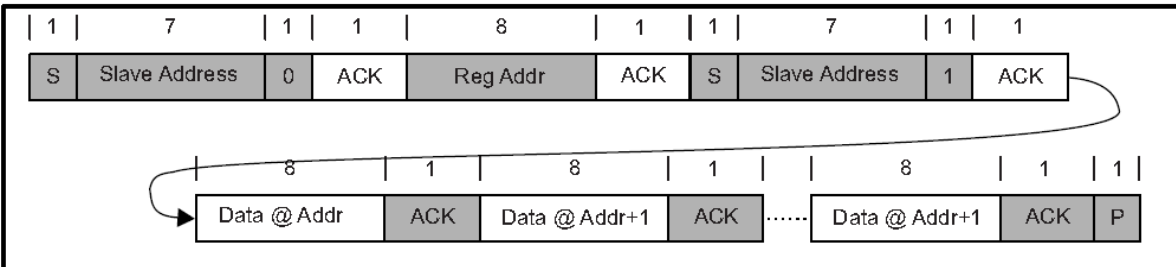 1 7 1 1 8 1 1 7 1 1
S Slave Address 0 ACK Reg Addr ACK S Slave Address 1 ACK
8 1 8 1 8 1 1
Data @ Addr ACK Data @ Addr+1 ACK ...... Data @ Addr+1 ACK P